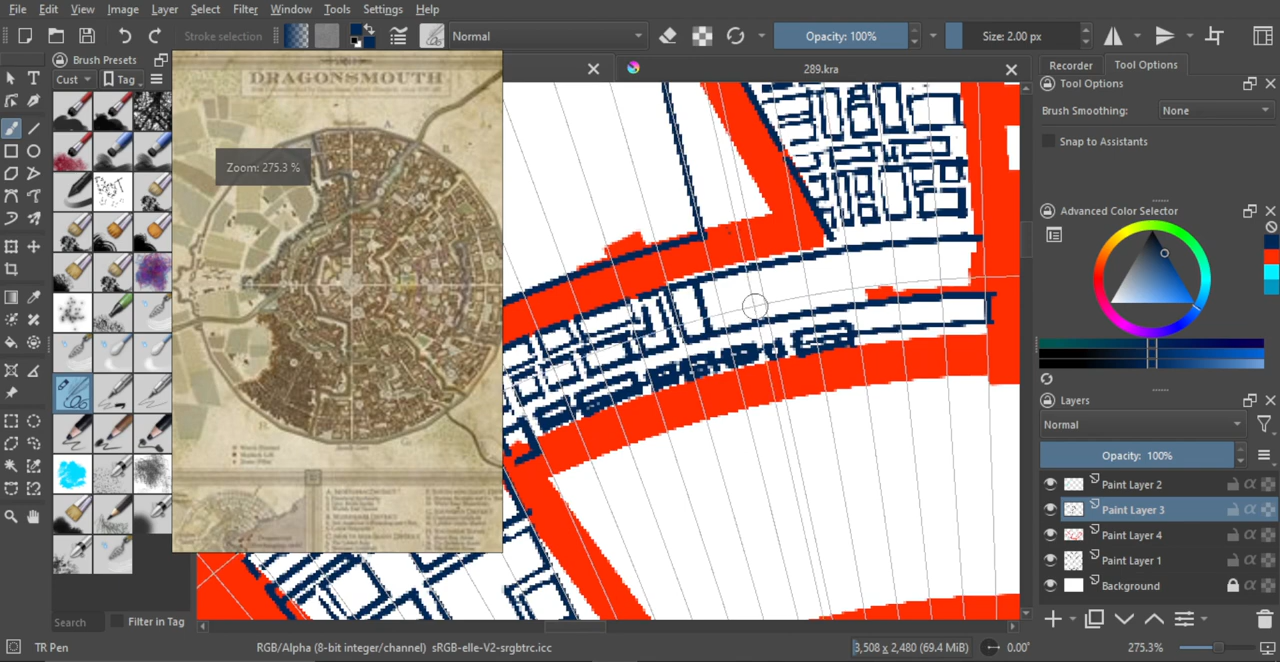 File Edit View Image Layer Select Filter Window Tools Settings Help
Stroke selection Normal Opacity: 100% Size: 2.00 px
Brush Presets
Cust Tag
DRAGONSMOUTH
Zoom: 275.3 %
289.kra
Recorder Tool Options
Tool Options
Brush Smoothing: None
Snap to Assistants
Advanced Color Selector
Layers
Normal
Opacity: 100%
Paint Layer 2
Paint Layer 3
Paint Layer 4
Paint Layer 1
Background
Search Filter in Tag
TR Pen RGB/Alpha (8-bit integer/channel) sRGB-elle-V2-srgbtrc.icc 3,508 x 2,480 (69.4 MiB) 0.00° 275.3%